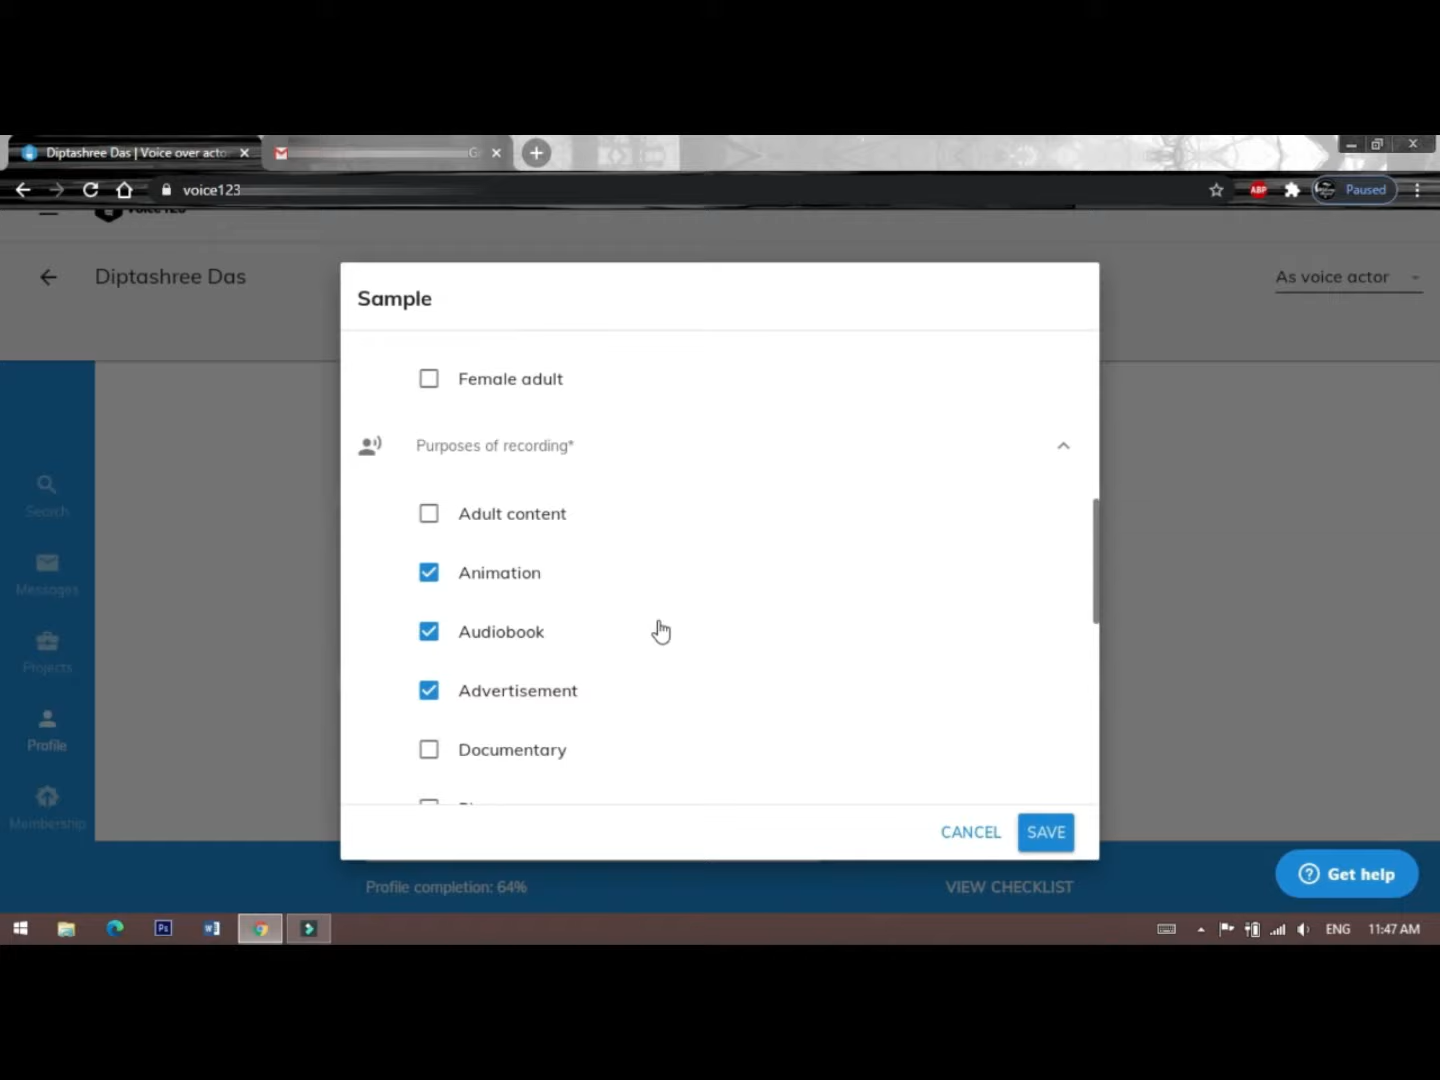 Diptashree Das | Voice over acto
G
voice123
ABP
Paused
Diptashree Das
As voice actor
Sample
Female adult
Purposes of recording*
Adult content
Animation
Audiobook
Advertisement
Documentary
Search
Messages
Projects
Profile
Membership
CANCEL
SAVE
Profile completion: 64%
VIEW CHECKLIST
Get help
Ps
ENG
11:47 AM